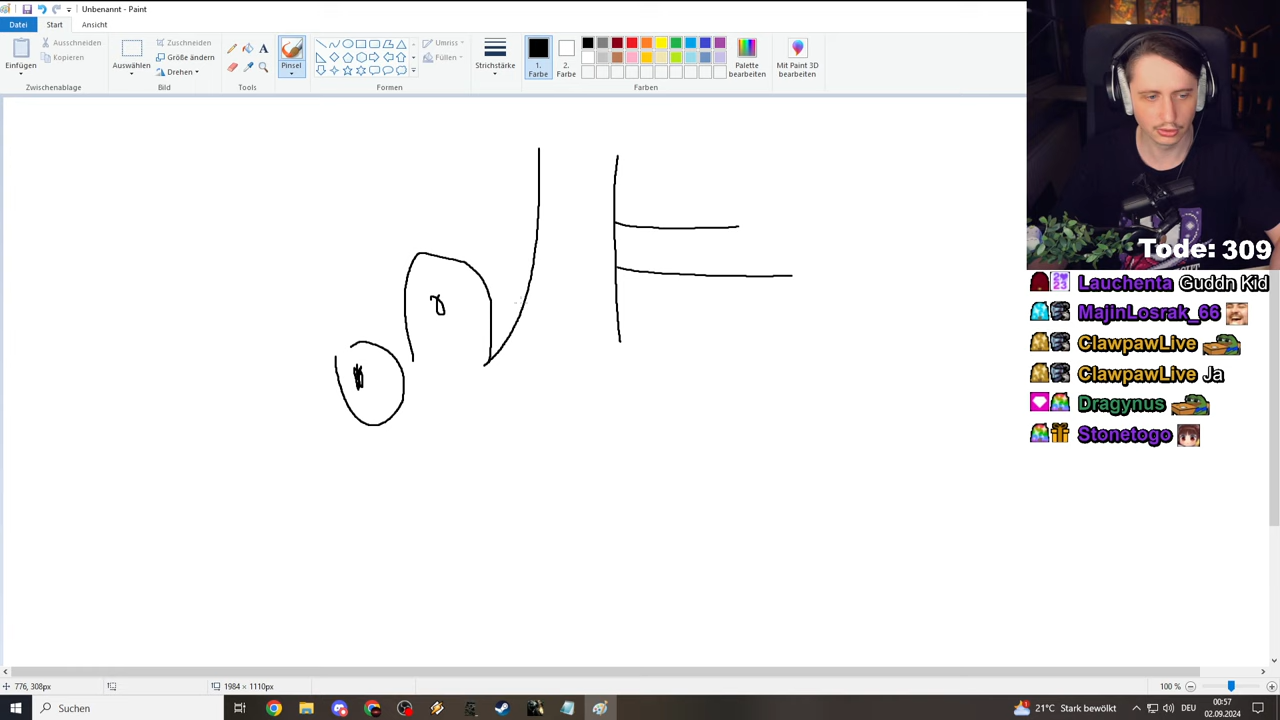 Unbenannt - Paint
Datei Start Ansicht
Einfügen
Ausschneiden
Kopieren
Zwischenablage
Auswählen
Zuschneiden
Größe ändern
Drehen
Bild
A
Tools
Pinsel
Umriss
Füllen
Formen
Strichstärke
1.
Farbe
2.
Farbe
Palette
bearbeiten
Farben
Mit Paint 3D
bearbeiten
Tode: 309
Lauchenta Guddn Kid
MajinLosrak_66
ClawpawLive
ClawpawLive Ja
Dragynus
Stonetogo
776, 308px
1984 × 1110px
100 %
Suchen
21°C Stark bewölkt
DEU
00:57
02.09.2024